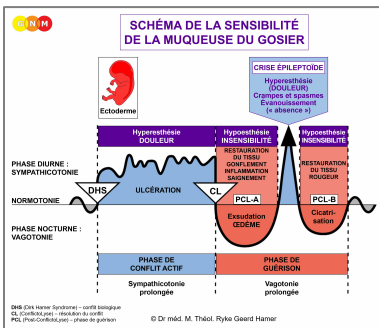 CNM
SCHÉMA DE LA SENSIBILITÉ
DE LA MUQUEUSE DU GOSIER
Ectoderme
CRISE ÉPILEPTOÏDE
Hyperesthésie
(DOULEUR)
Crampes et spasmes
Évanouissement
(« absence »)
Hyperesthésie
DOULEUR
Hypoesthésie
INSENSIBILITÉ
Hypoesthésie
INSENSIBILITÉ
RESTAURATION
DU TISSU
GONFLEMENT
INFLAMMATION
SAIGNEMENT
RESTAURATION
DU TISSU
ROUGEUR
PHASE DIURNE :
SYMPATHICOTONIE
DHS
ULCÉRATION
CL
NORMOTONIE
PCL-A
PCL-B
PHASE NOCTURNE :
VAGOTONIE
Exsudation
ŒDÈME
Cicatri-
sation
PHASE DE
CONFLIT ACTIF
PHASE DE
GUÉRISON
Sympathicotonie
prolongée
Vagotonie
prolongée
DHS (Dirk Hamer Syndrome) – conflit biologique
CL (ConflictoLyse) – résolution du conflit
PCL (Post-ConflictoLyse) – phase de guérison
© Dr méd. M. Théol. Ryke Geerd Hamer